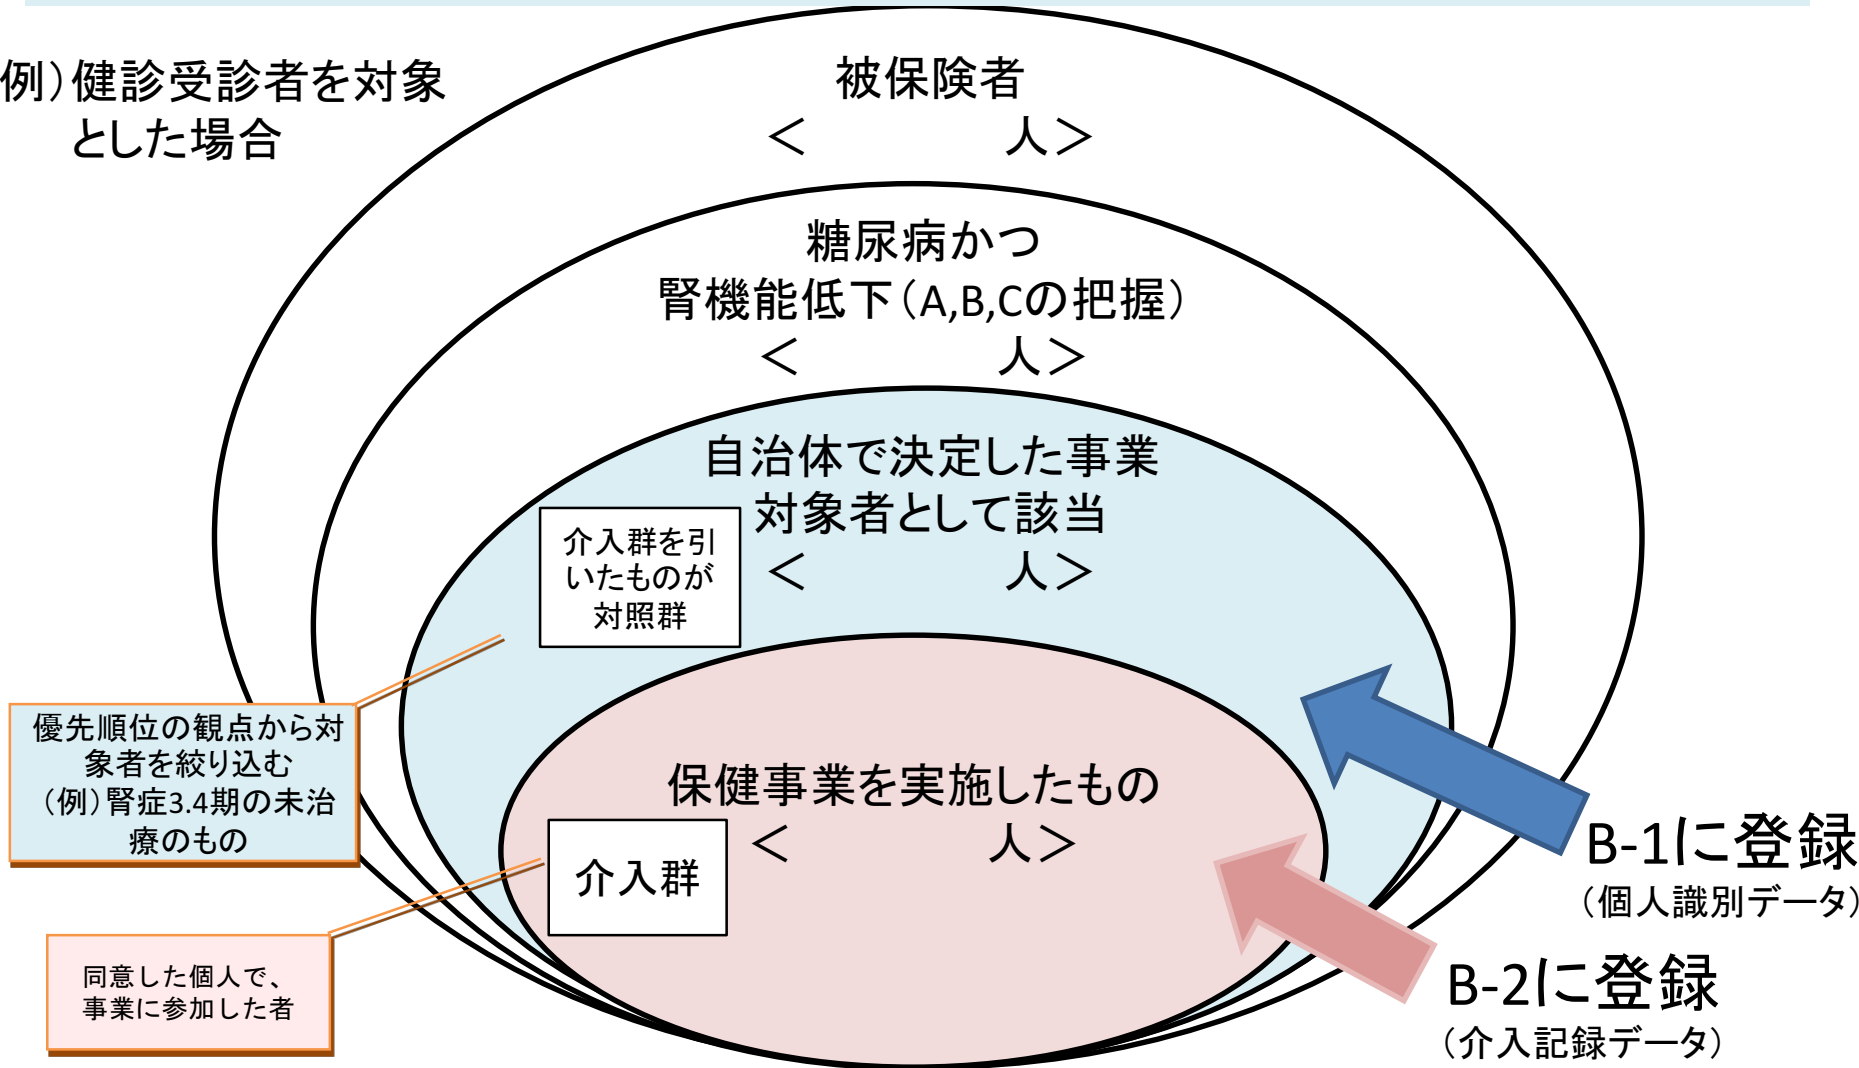 例）健診受診者を対象
とした場合
被保険者
＜　　　　人＞
糖尿病かつ
腎機能低下（A,B,Cの把握）
＜　　　　人＞
自治体で決定した事業
対象者として該当
＜　　　　人＞
介入群を引
いたものが
対照群
優先順位の観点から対
象者を絞り込む
（例）腎症3.4期の未治
療のもの
保健事業を実施したもの
＜　　　　人＞
介入群
同意した個人で、
事業に参加した者
B-1に登録
（個人識別データ）
B-2に登録
（介入記録データ）